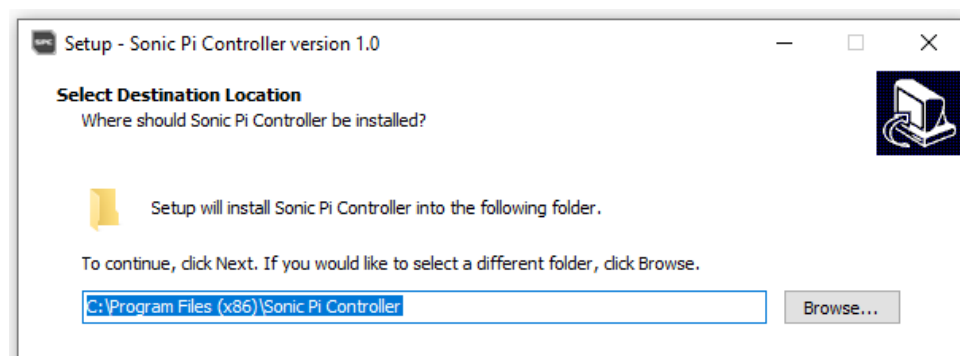 SPC Setup - Sonic Pi Controller version 1.0
Select Destination Location
Where should Sonic Pi Controller be installed?
Setup will install Sonic Pi Controller into the following folder.
To continue, click Next. If you would like to select a different folder, click Browse.
C:\Program Files (x86)\Sonic Pi Controller Browse...